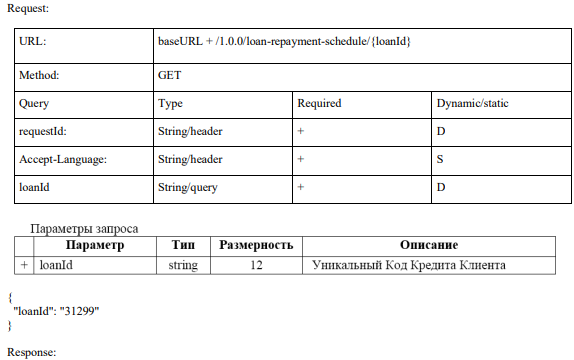 Request:
URL: baseURL + /1.0.0/loan-repayment-schedule/{loanId}
Method: GET
Query Type Required Dynamic/static
requestId: String/header + D
Accept-Language: String/header + S
loanId String/query + D
Параметры запроса
Параметр Тип Размерность Описание
+ loanId string 12 Уникальный Код Кредита Клиента
{
"loanId": "31299"
}
Response: